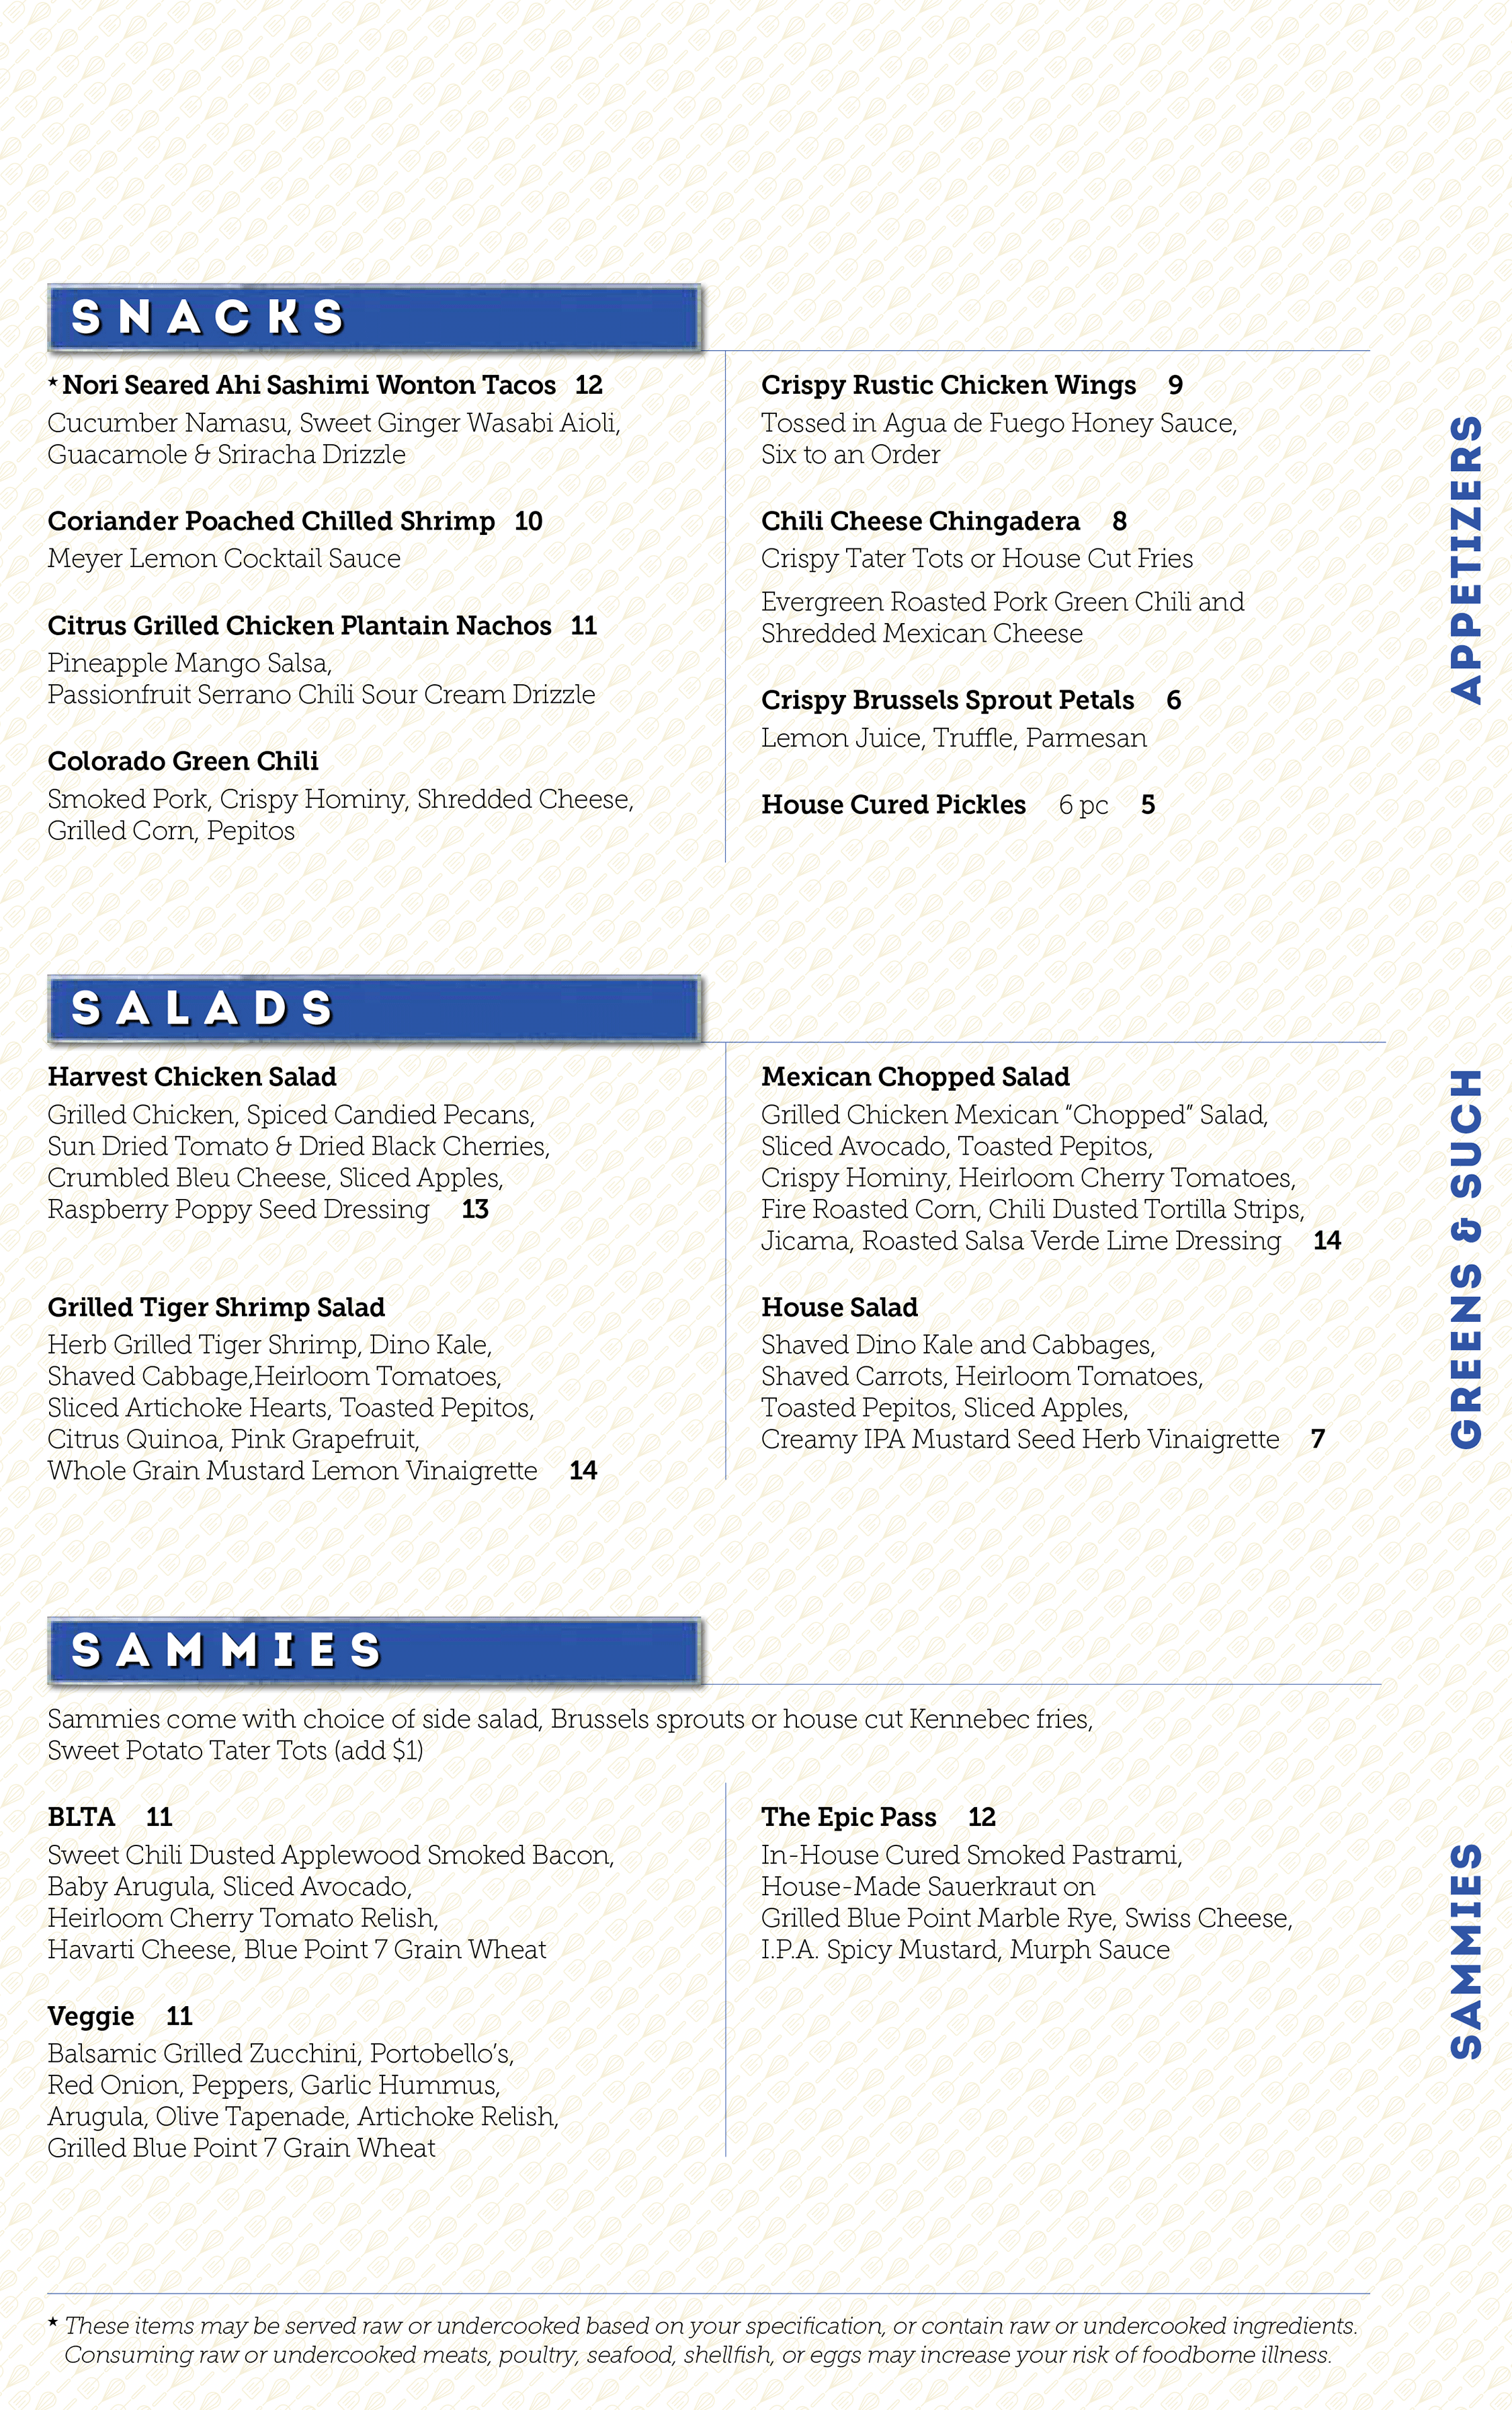 SNACKS
★ Nori Seared Ahi Sashimi Wonton Tacos 12
Cucumber Namasu, Sweet Ginger Wasabi Aioli,
Guacamole & Sriracha Drizzle
Coriander Poached Chilled Shrimp 10
Meyer Lemon Cocktail Sauce
Citrus Grilled Chicken Plantain Nachos 11
Pineapple Mango Salsa,
Passionfruit Serrano Chili Sour Cream Drizzle
Colorado Green Chili
Smoked Pork, Crispy Hominy, Shredded Cheese,
Grilled Corn, Pepitos
Crispy Rustic Chicken Wings 9
Tossed in Agua de Fuego Honey Sauce,
Six to an Order
Chili Cheese Chingadera 8
Crispy Tater Tots or House Cut Fries
Evergreen Roasted Pork Green Chili and
Shredded Mexican Cheese
Crispy Brussels Sprout Petals 6
Lemon Juice, Truffle, Parmesan
House Cured Pickles 6 pc 5
APPETIZERS
SALADS
Harvest Chicken Salad
Grilled Chicken, Spiced Candied Pecans,
Sun Dried Tomato & Dried Black Cherries,
Crumbled Bleu Cheese, Sliced Apples,
Raspberry Poppy Seed Dressing 13
Grilled Tiger Shrimp Salad
Herb Grilled Tiger Shrimp, Dino Kale,
Shaved Cabbage,Heirloom Tomatoes,
Sliced Artichoke Hearts, Toasted Pepitos,
Citrus Quinoa, Pink Grapefruit,
Whole Grain Mustard Lemon Vinaigrette 14
Mexican Chopped Salad
Grilled Chicken Mexican “Chopped” Salad,
Sliced Avocado, Toasted Pepitos,
Crispy Hominy, Heirloom Cherry Tomatoes,
Fire Roasted Corn, Chili Dusted Tortilla Strips,
Jicama, Roasted Salsa Verde Lime Dressing 14
House Salad
Shaved Dino Kale and Cabbages,
Shaved Carrots, Heirloom Tomatoes,
Toasted Pepitos, Sliced Apples,
Creamy IPA Mustard Seed Herb Vinaigrette 7
GREENS & SUCH
SAMMIES
Sammies come with choice of side salad, Brussels sprouts or house cut Kennebec fries,
Sweet Potato Tater Tots (add $1)
BLTA 11
Sweet Chili Dusted Applewood Smoked Bacon,
Baby Arugula, Sliced Avocado,
Heirloom Cherry Tomato Relish,
Havarti Cheese, Blue Point 7 Grain Wheat
Veggie 11
Balsamic Grilled Zucchini, Portobello’s,
Red Onion, Peppers, Garlic Hummus,
Arugula, Olive Tapenade, Artichoke Relish,
Grilled Blue Point 7 Grain Wheat
The Epic Pass 12
In-House Cured Smoked Pastrami,
House-Made Sauerkraut on
Grilled Blue Point Marble Rye, Swiss Cheese,
I.P.A. Spicy Mustard, Murph Sauce
SAMMIES
★ These items may be served raw or undercooked based on your specification, or contain raw or undercooked ingredients.
Consuming raw or undercooked meats, poultry, seafood, shellfish, or eggs may increase your risk of foodborne illness.